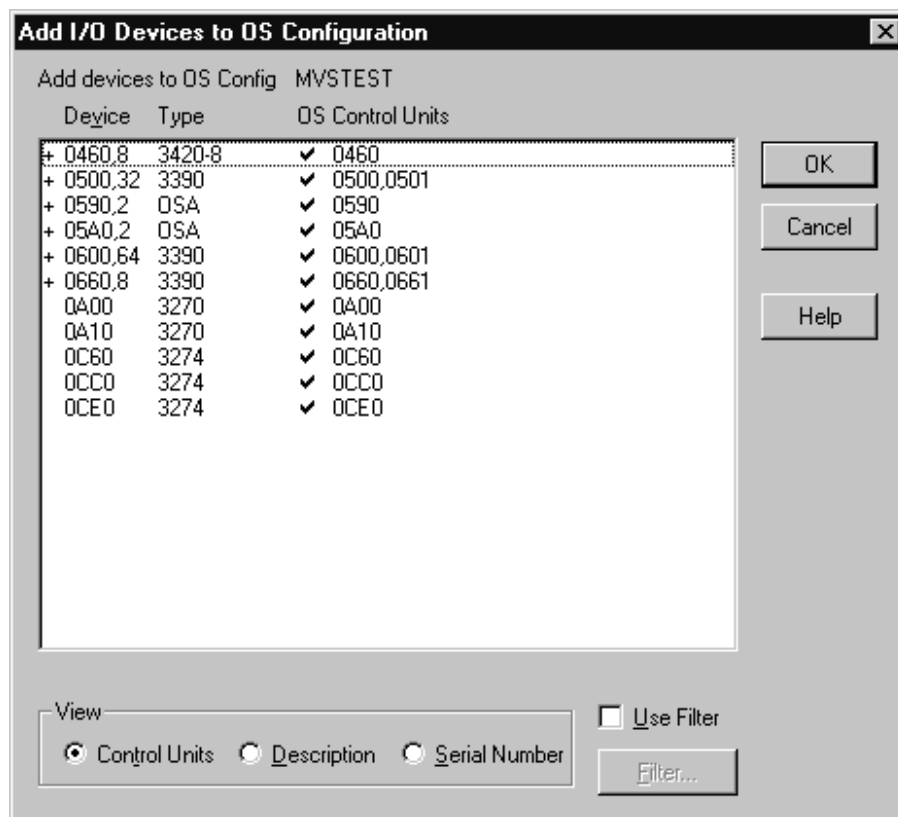 Add I/O Devices to OS Configuration
Add devices to OS Config MVSTEST
Device Type OS Control Units
+ 0460,8 3420-8 ✔ 0460
+ 0500,32 3390 ✔ 0500,0501
+ 0590,2 OSA ✔ 0590
+ 05A0,2 OSA ✔ 05A0
+ 0600,64 3390 ✔ 0600,0601
+ 0660,8 3390 ✔ 0660,0661
0A00 3270 ✔ 0A00
0A10 3270 ✔ 0A10
0C60 3274 ✔ 0C60
0CC0 3274 ✔ 0CC0
0CE0 3274 ✔ 0CE0
OK
Cancel
Help
View
Control Units Description Serial Number
Use Filter
Filter...